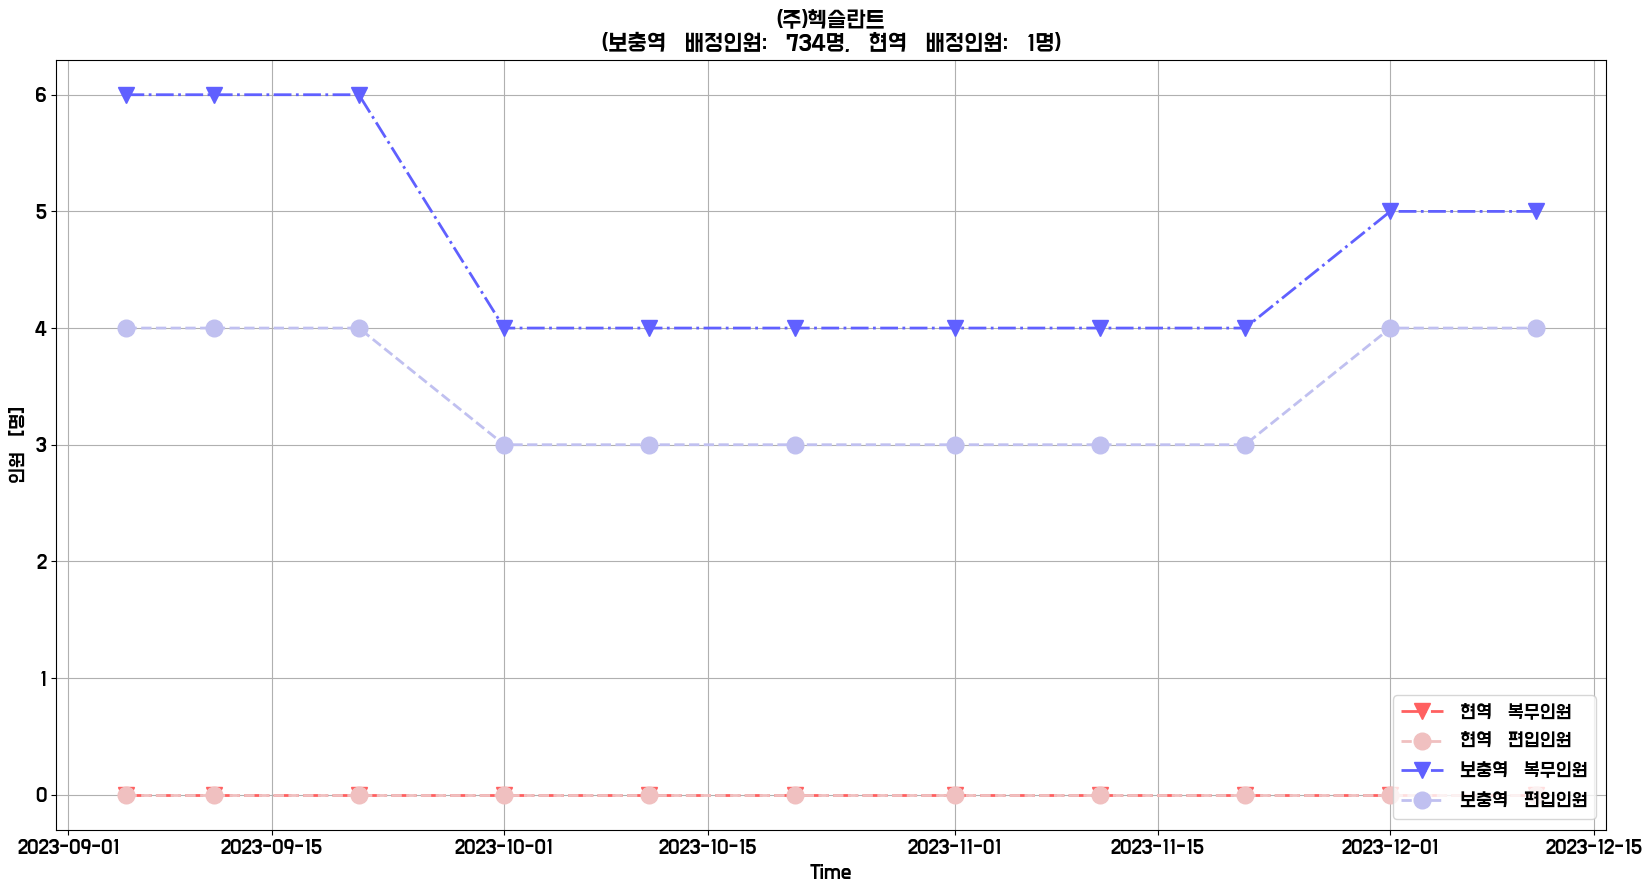 (주)헥슬란트
(보충역 배정인원: 734명, 현역 배정인원: 1명)
인원 [명]
6
5
4
3
2
1
0
현역 복무인원
현역 편입인원
보충역 복무인원
보충역 편입인원
2023-09-01 2023-09-15 2023-10-01 2023-10-15 2023-11-01 2023-11-15 2023-12-01 2023-12-15
Time